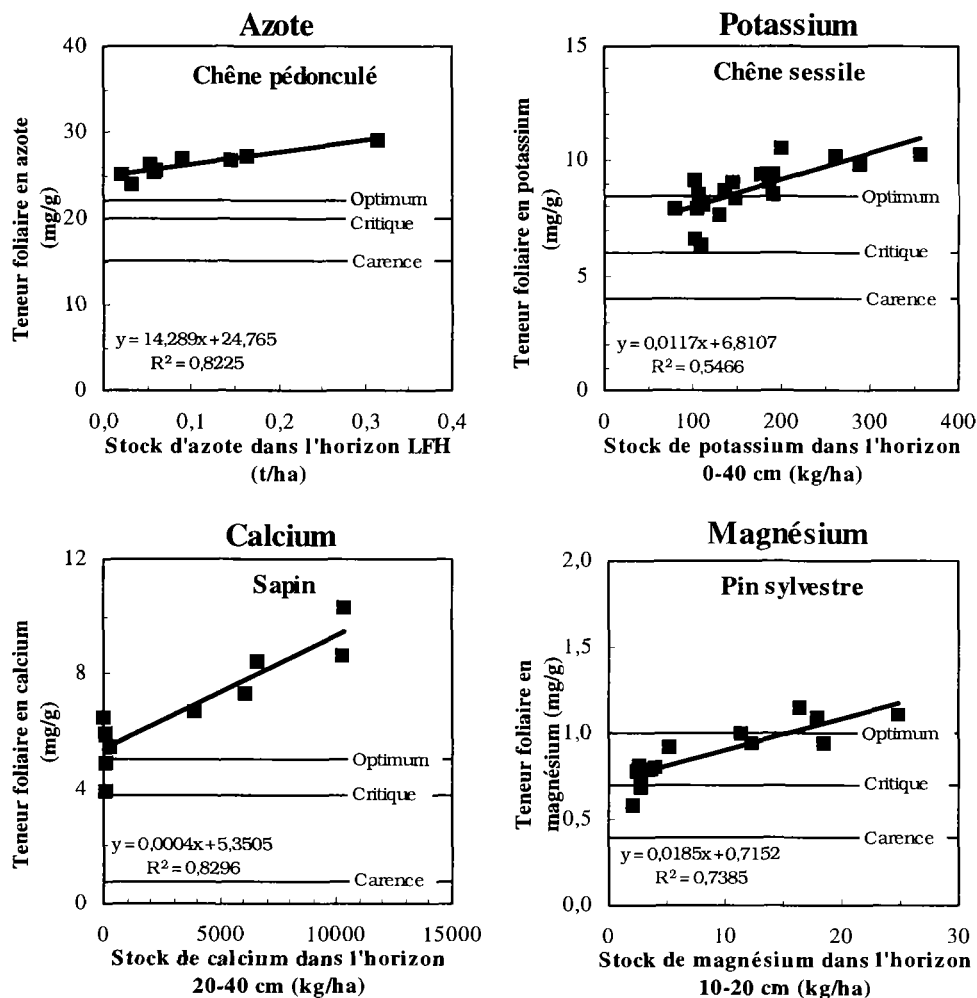 Azote
40
30
20
10
0
Teneur foliaire en azote
(mg/g)
Chêne pédonculé
Optimum
Critique
Carence
y = 14,289x+24,765
R² = 0,8225
0,0 0,1 0,2 0,3 0,4
Stock d'azote dans l'horizon LFH
(t/ha)
Potassium
15
10
5
0
Teneur foliaire en potassium
(mg/g)
Chêne sessile
Optimum
Critique
Carence
y = 0,0117x+6,8107
R² = 0,5466
0 100 200 300 400
Stock de potassium dans l'horizon
0-40 cm (kg/ha)
Calcium
12
8
4
0
Teneur foliaire en calcium
(mg/g)
Sapin
Optimum
Critique
Carence
y = 0,0004x+5,3505
R² = 0,8296
0 5000 10000 15000
Stock de calcium dans l'horizon
20-40 cm (kg/ha)
Magnésium
2,0
1,5
1,0
0,5
0,0
Teneur foliaire en
magnésium (mg/g)
Pin sylvestre
Optimum
Critique
Carence
y = 0,0185x+0,7152
R² = 0,7385
0 10 20 30
Stock de magnésium dans l'horizon
10-20 cm (kg/ha)